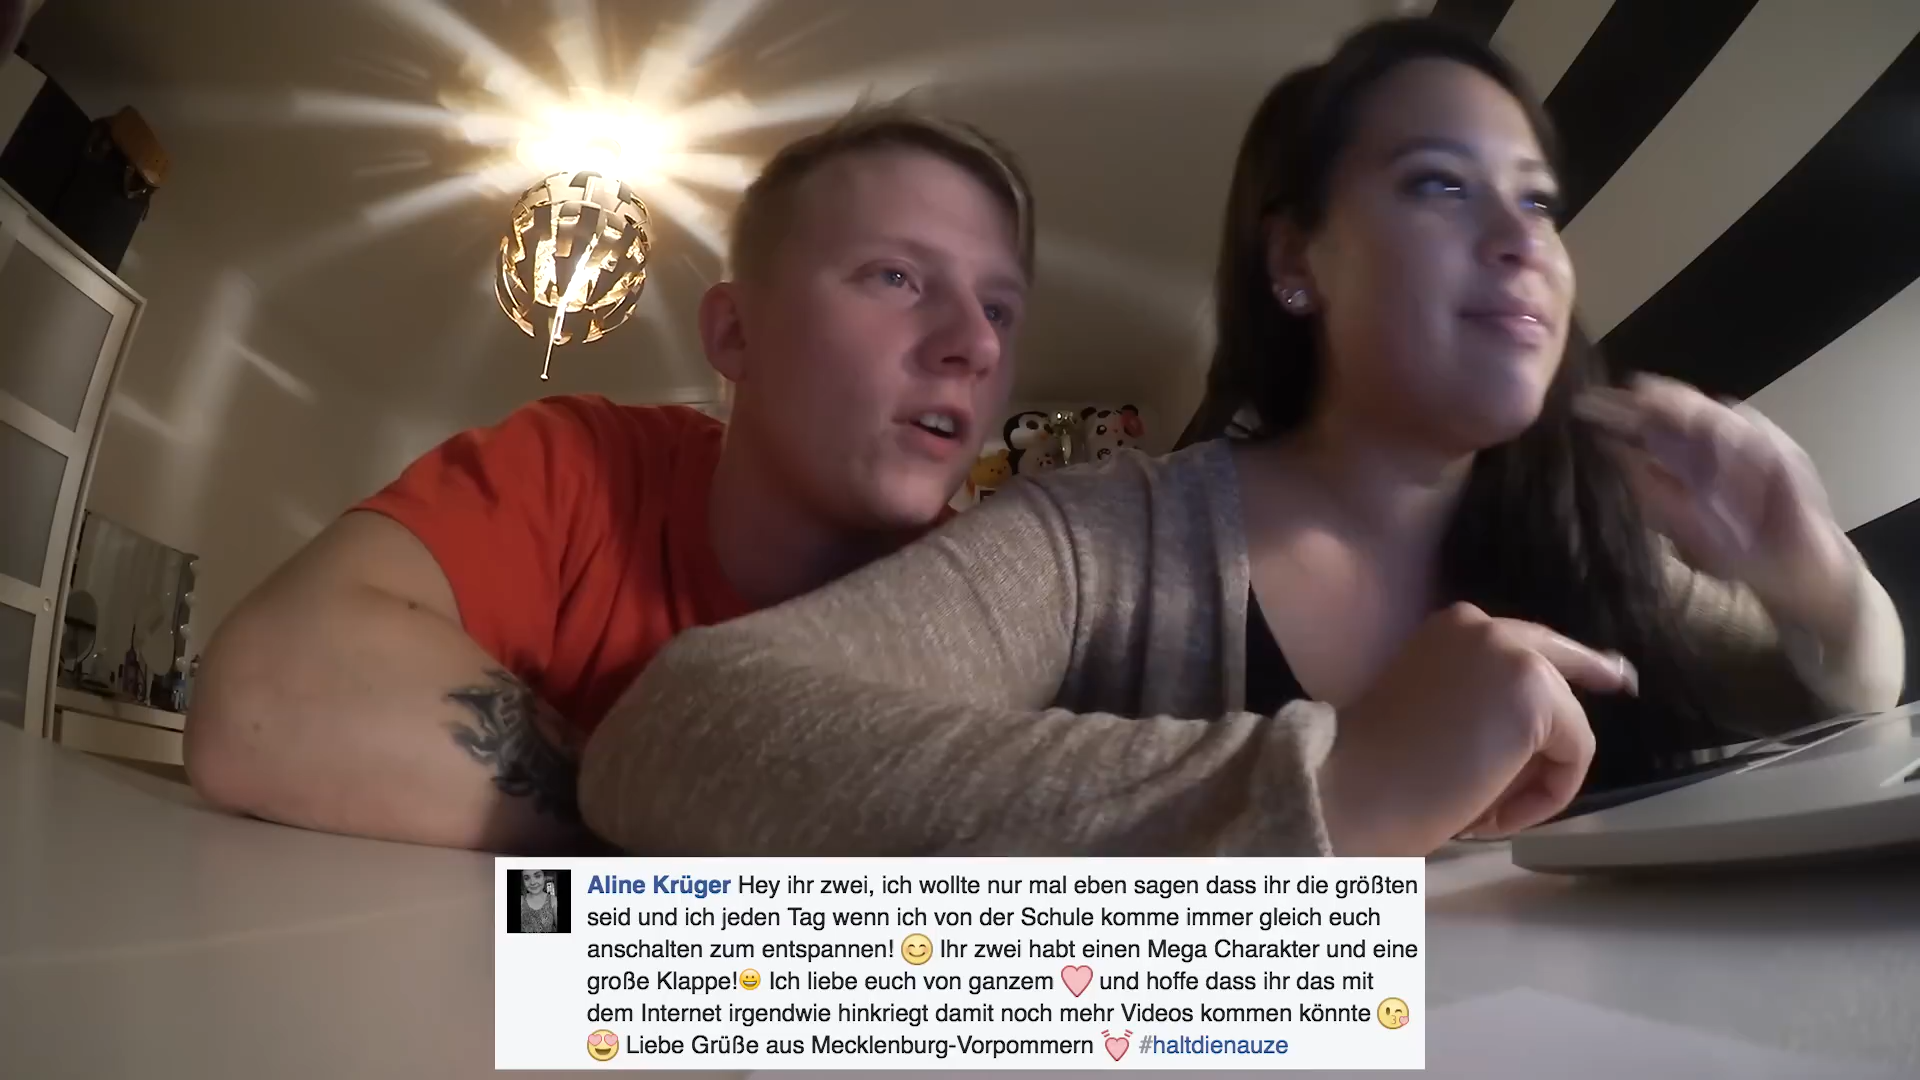 Aline Krüger Hey ihr zwei, ich wollte nur mal eben sagen dass ihr die größten
seid und ich jeden Tag wenn ich von der Schule komme immer gleich euch
anschalten zum entspannen! 😊 Ihr zwei habt einen Mega Charakter und eine
große Klappe!😀 Ich liebe euch von ganzem ❤ und hoffe dass ihr das mit
dem Internet irgendwie hinkriegt damit noch mehr Videos kommen könnte 😘
😍 Liebe Grüße aus Mecklenburg-Vorpommern 💓 #haltdienauze